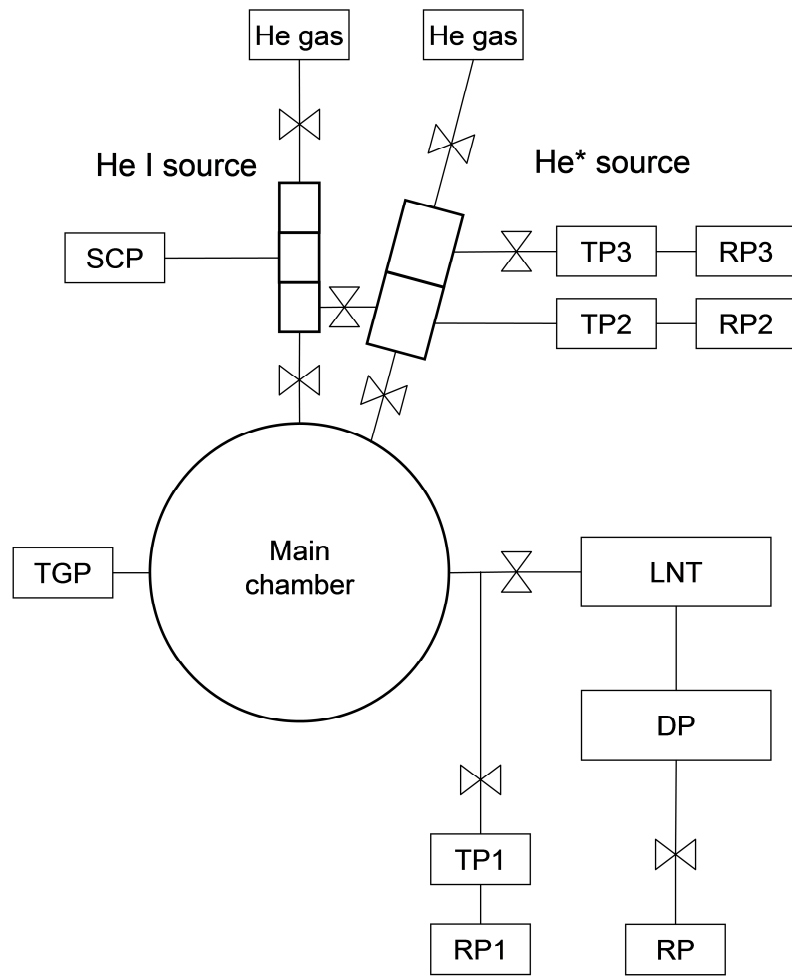 He gas
He gas
He I source
He* source
SCP
TP3
RP3
TP2
RP2
Main
chamber
TGP
LNT
DP
TP1
RP1
RP